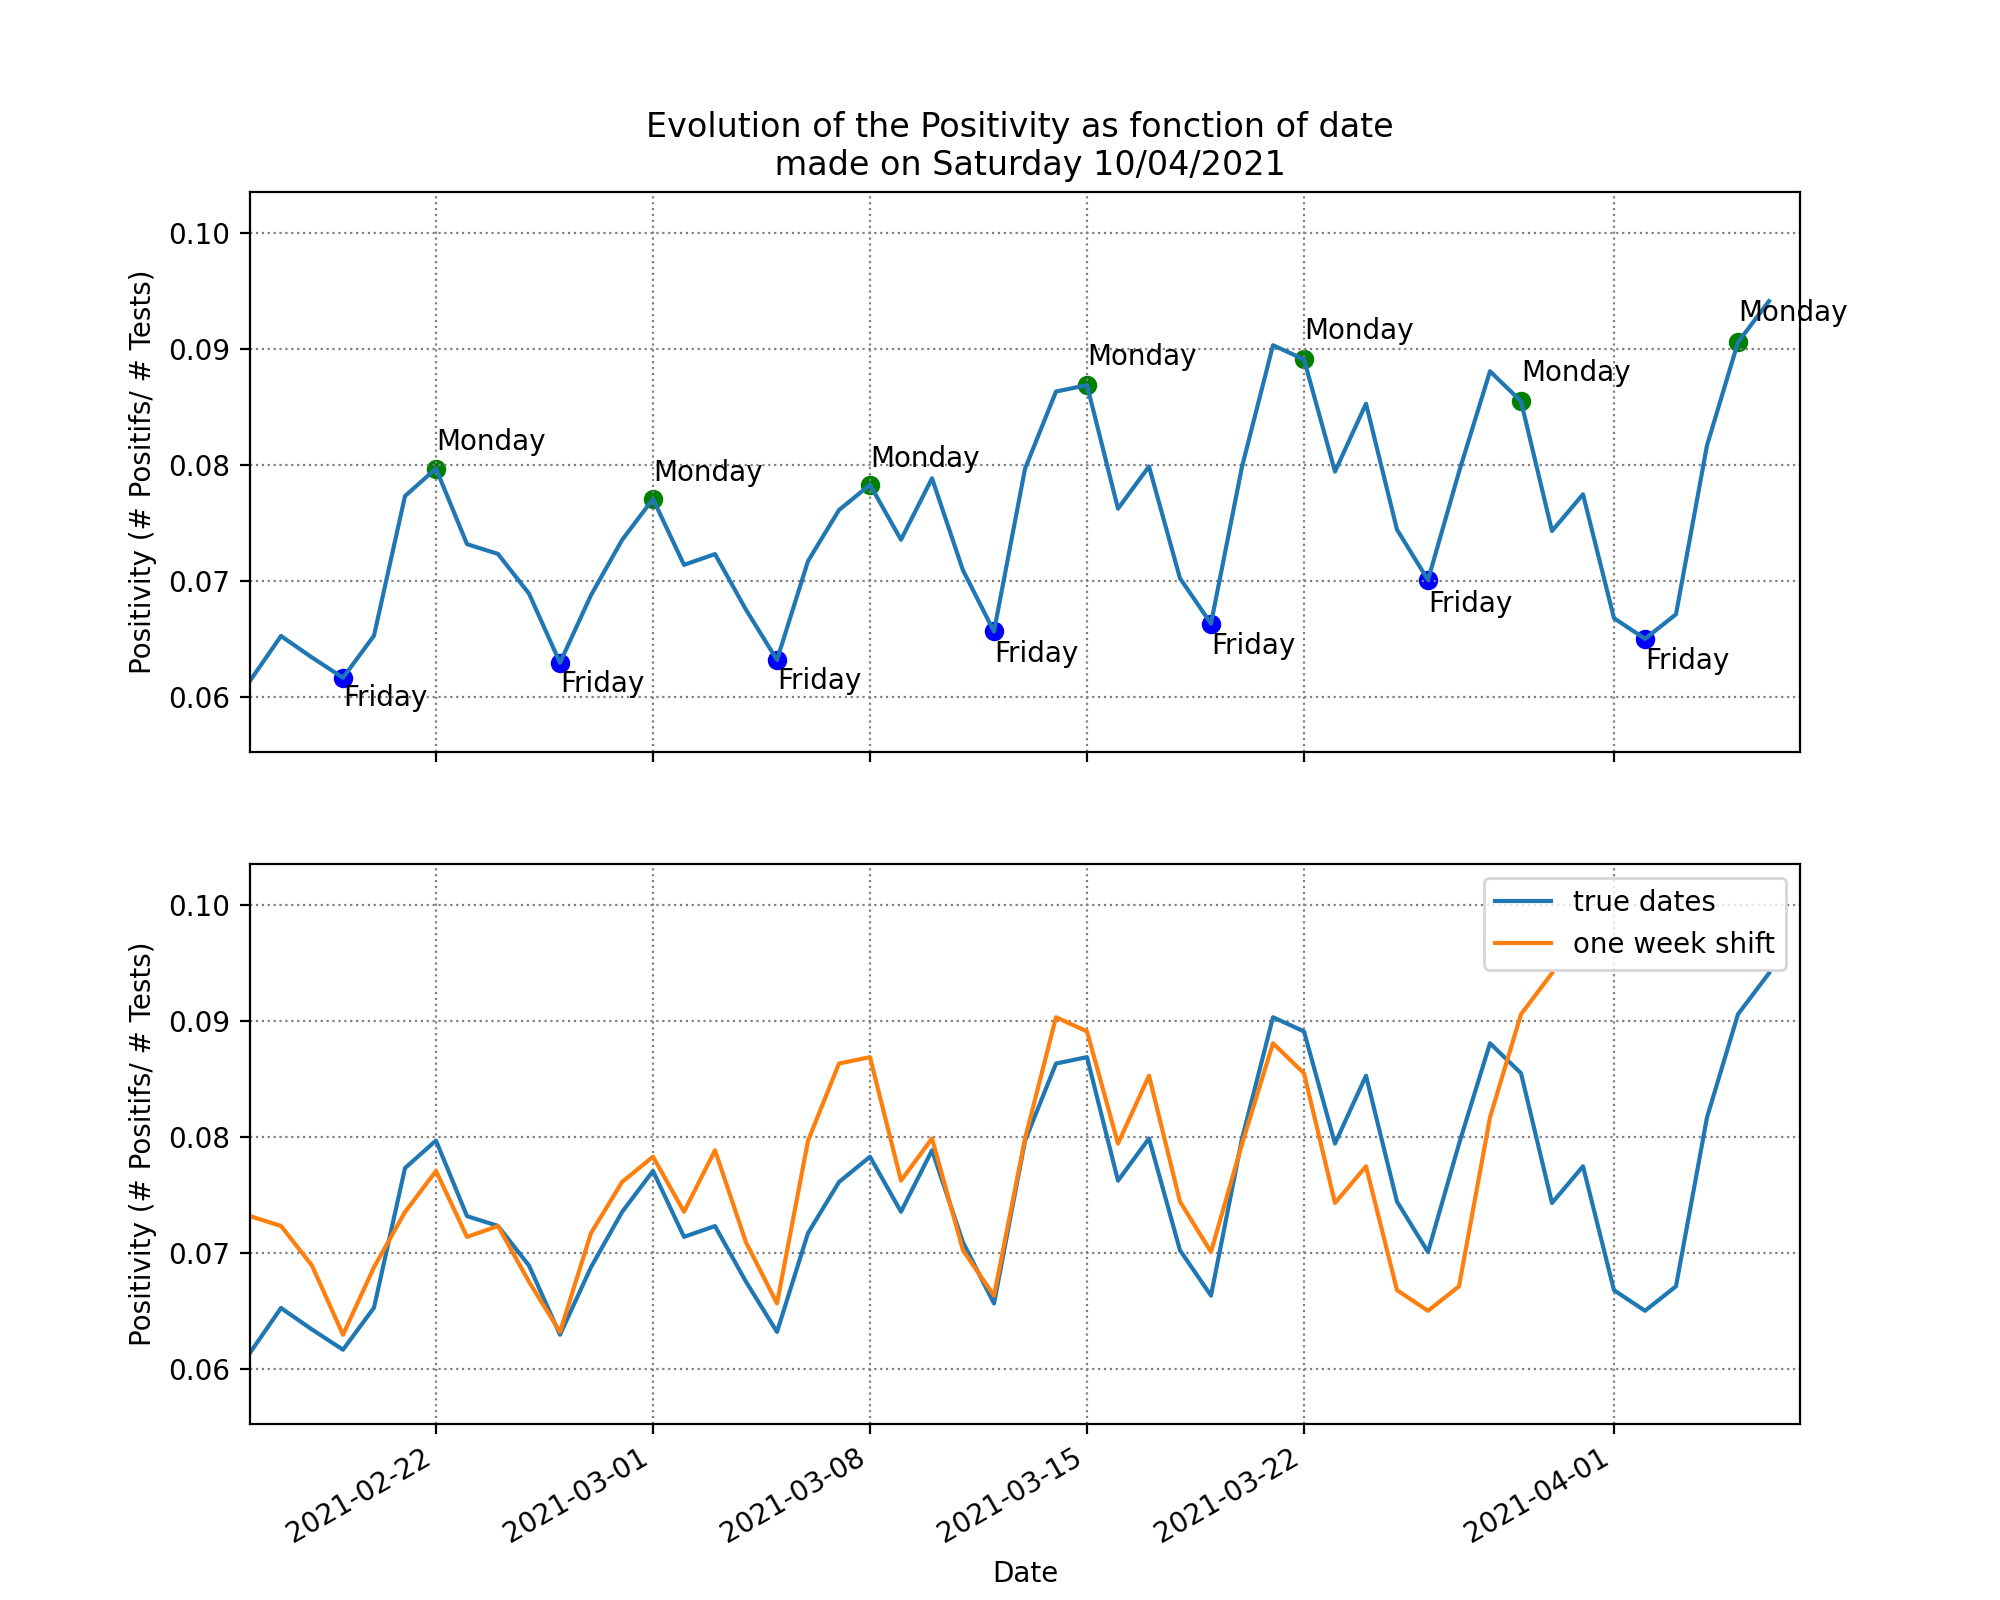 Evolution of the Positivity as fonction of date
made on Saturday 10/04/2021
Positivity (# Positifs/ # Tests)
0.10
0.09
0.08
0.07
0.06
Monday
Monday
Monday
Monday
Monday
Monday
Monday
Friday
Friday
Friday
Friday
Friday
Friday
Friday
Positivity (# Positifs/ # Tests)
0.10
0.09
0.08
0.07
0.06
true dates
one week shift
2021-02-22
2021-03-01
2021-03-08
2021-03-15
2021-03-22
2021-04-01
Date